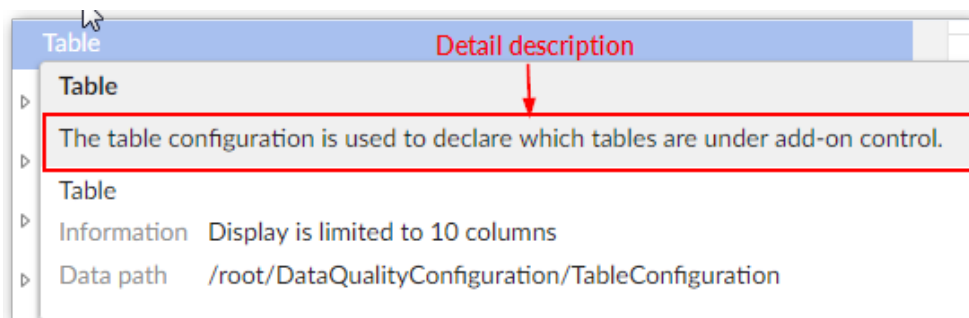 Table
Detail description
Table
The table configuration is used to declare which tables are under add-on control.
Table
Information Display is limited to 10 columns
Data path /root/DataQualityConfiguration/TableConfiguration